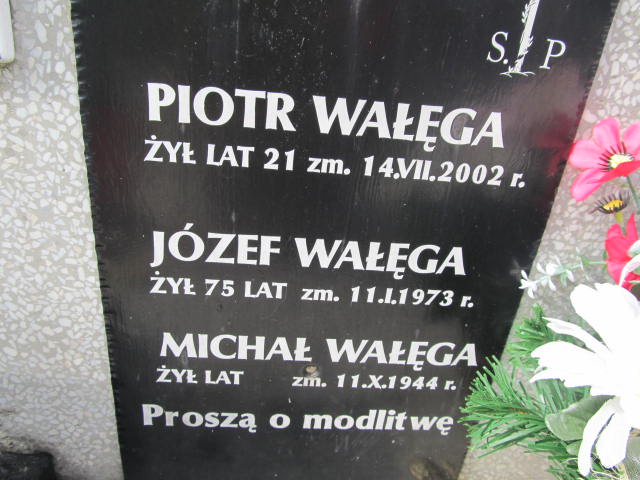 S. P
PIOTR WAŁĘGA
ŻYŁ LAT 21 zm. 14.VII.2002 r.
JÓZEF WAŁĘGA
ŻYŁ 75 LAT zm. 11.I.1973 r.
MICHAŁ WAŁĘGA
ŻYŁ LAT zm. 11.X.1944 r.
Proszą o modlitwę